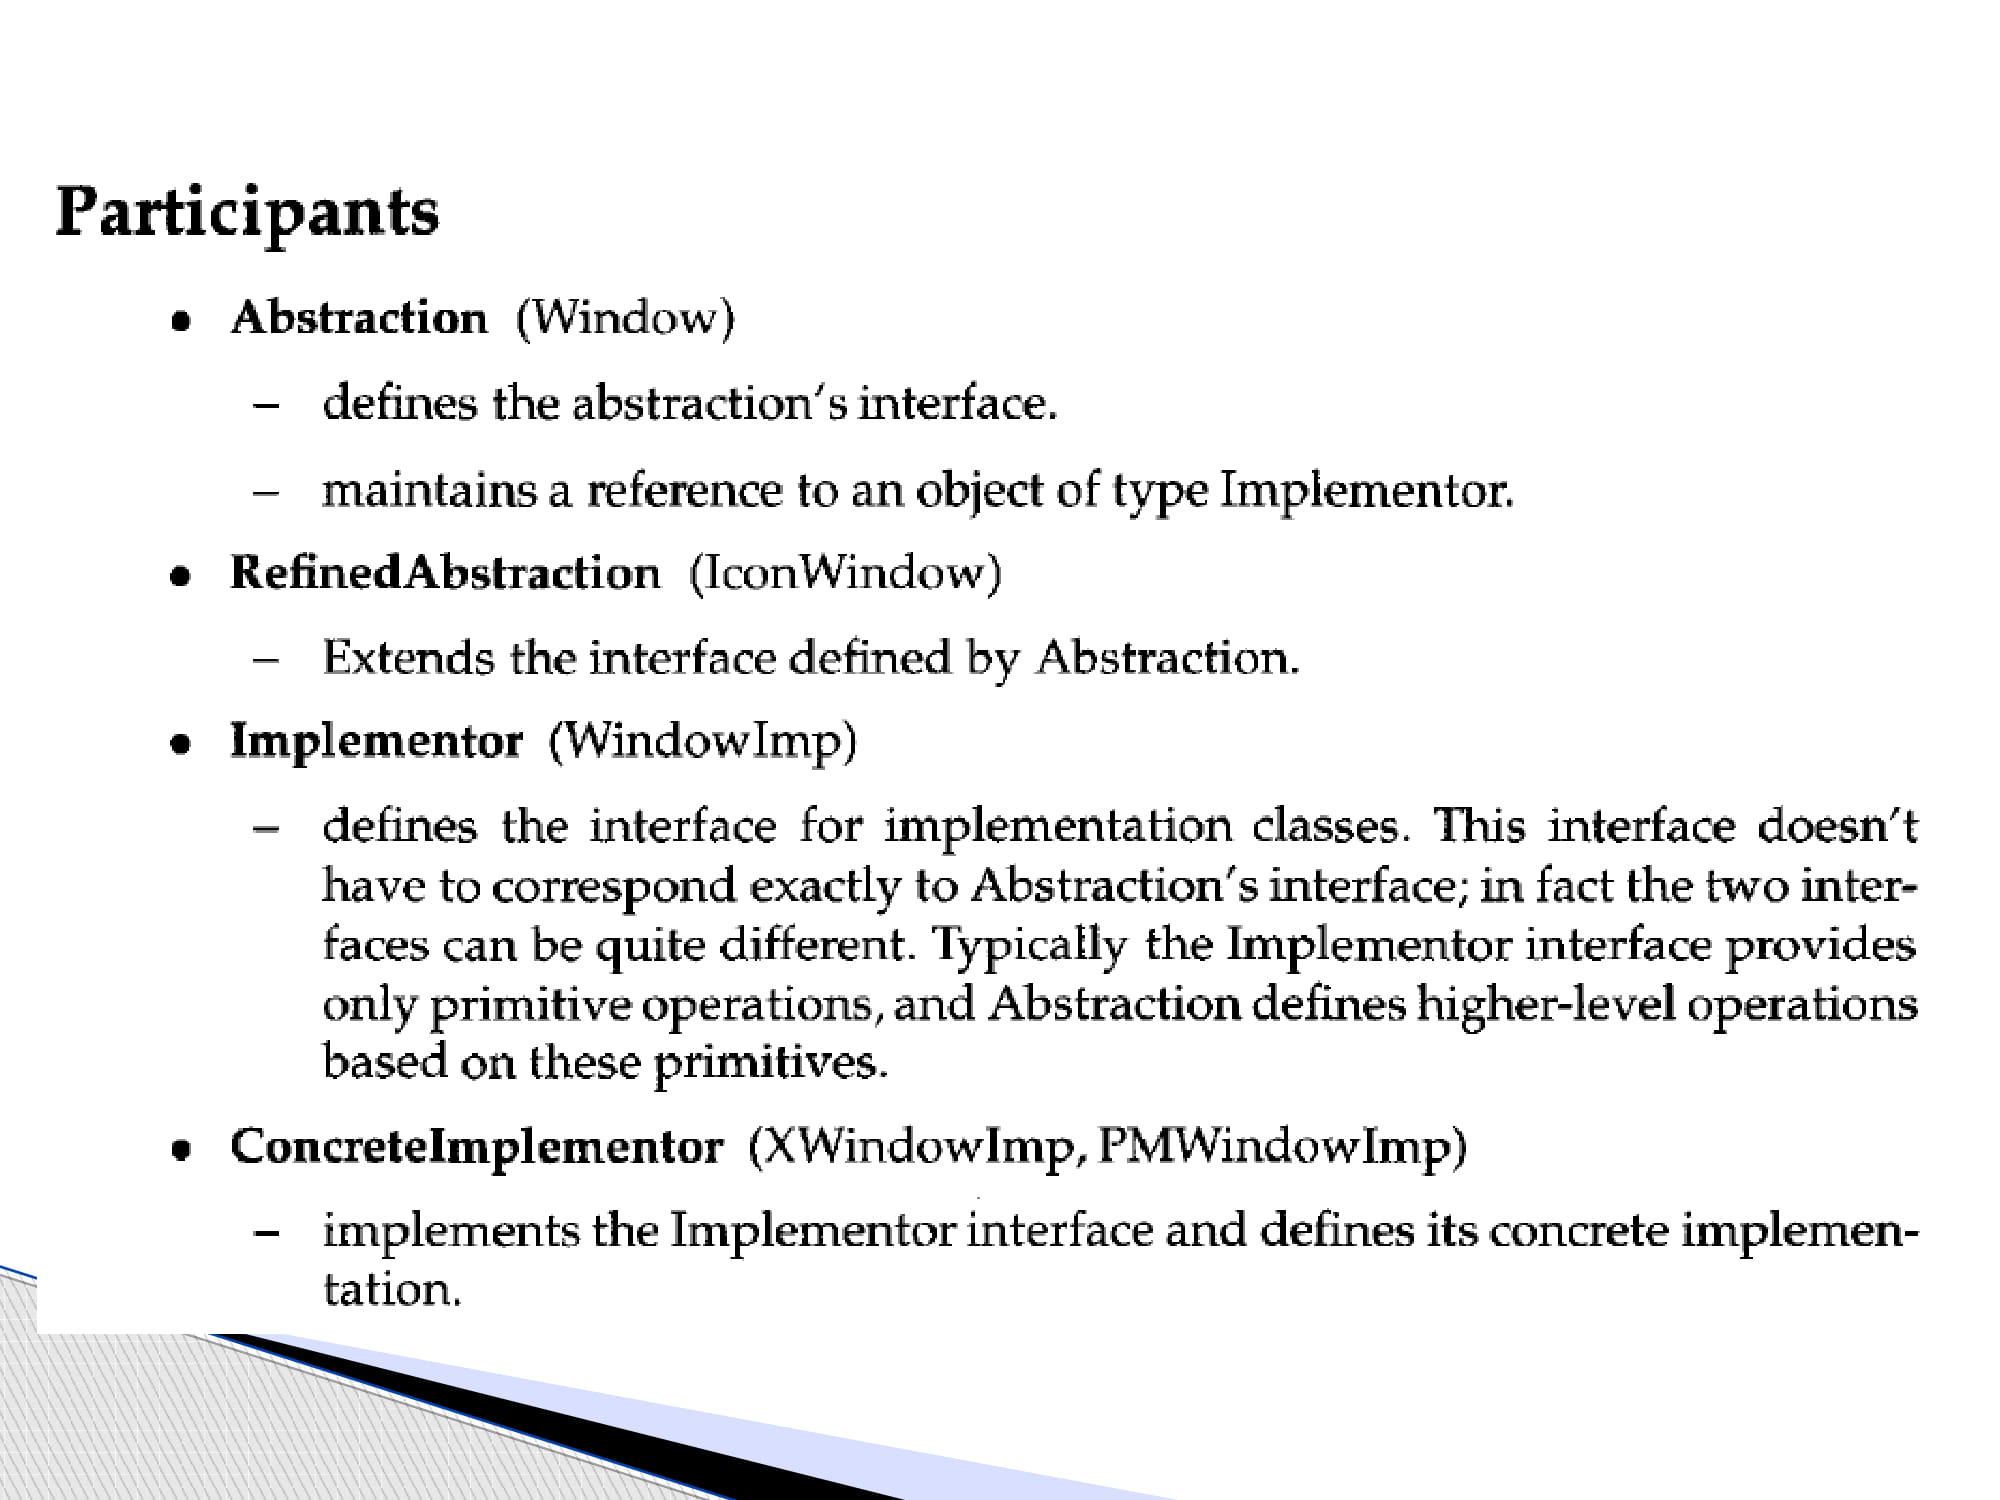 Participants
• Abstraction (Window)
– defines the abstraction's interface.
– maintains a reference to an object of type Implementor.
• RefinedAbstraction (IconWindow)
– Extends the interface defined by Abstraction.
• Implementor (WindowImp)
– defines the interface for implementation classes. This interface doesn't
have to correspond exactly to Abstraction's interface; in fact the two inter-
faces can be quite different. Typically the Implementor interface provides
only primitive operations, and Abstraction defines higher-level operations
based on these primitives.
• ConcreteImplementor (XWindowImp, PMWindowImp)
– implements the Implementor interface and defines its concrete implemen-
tation.